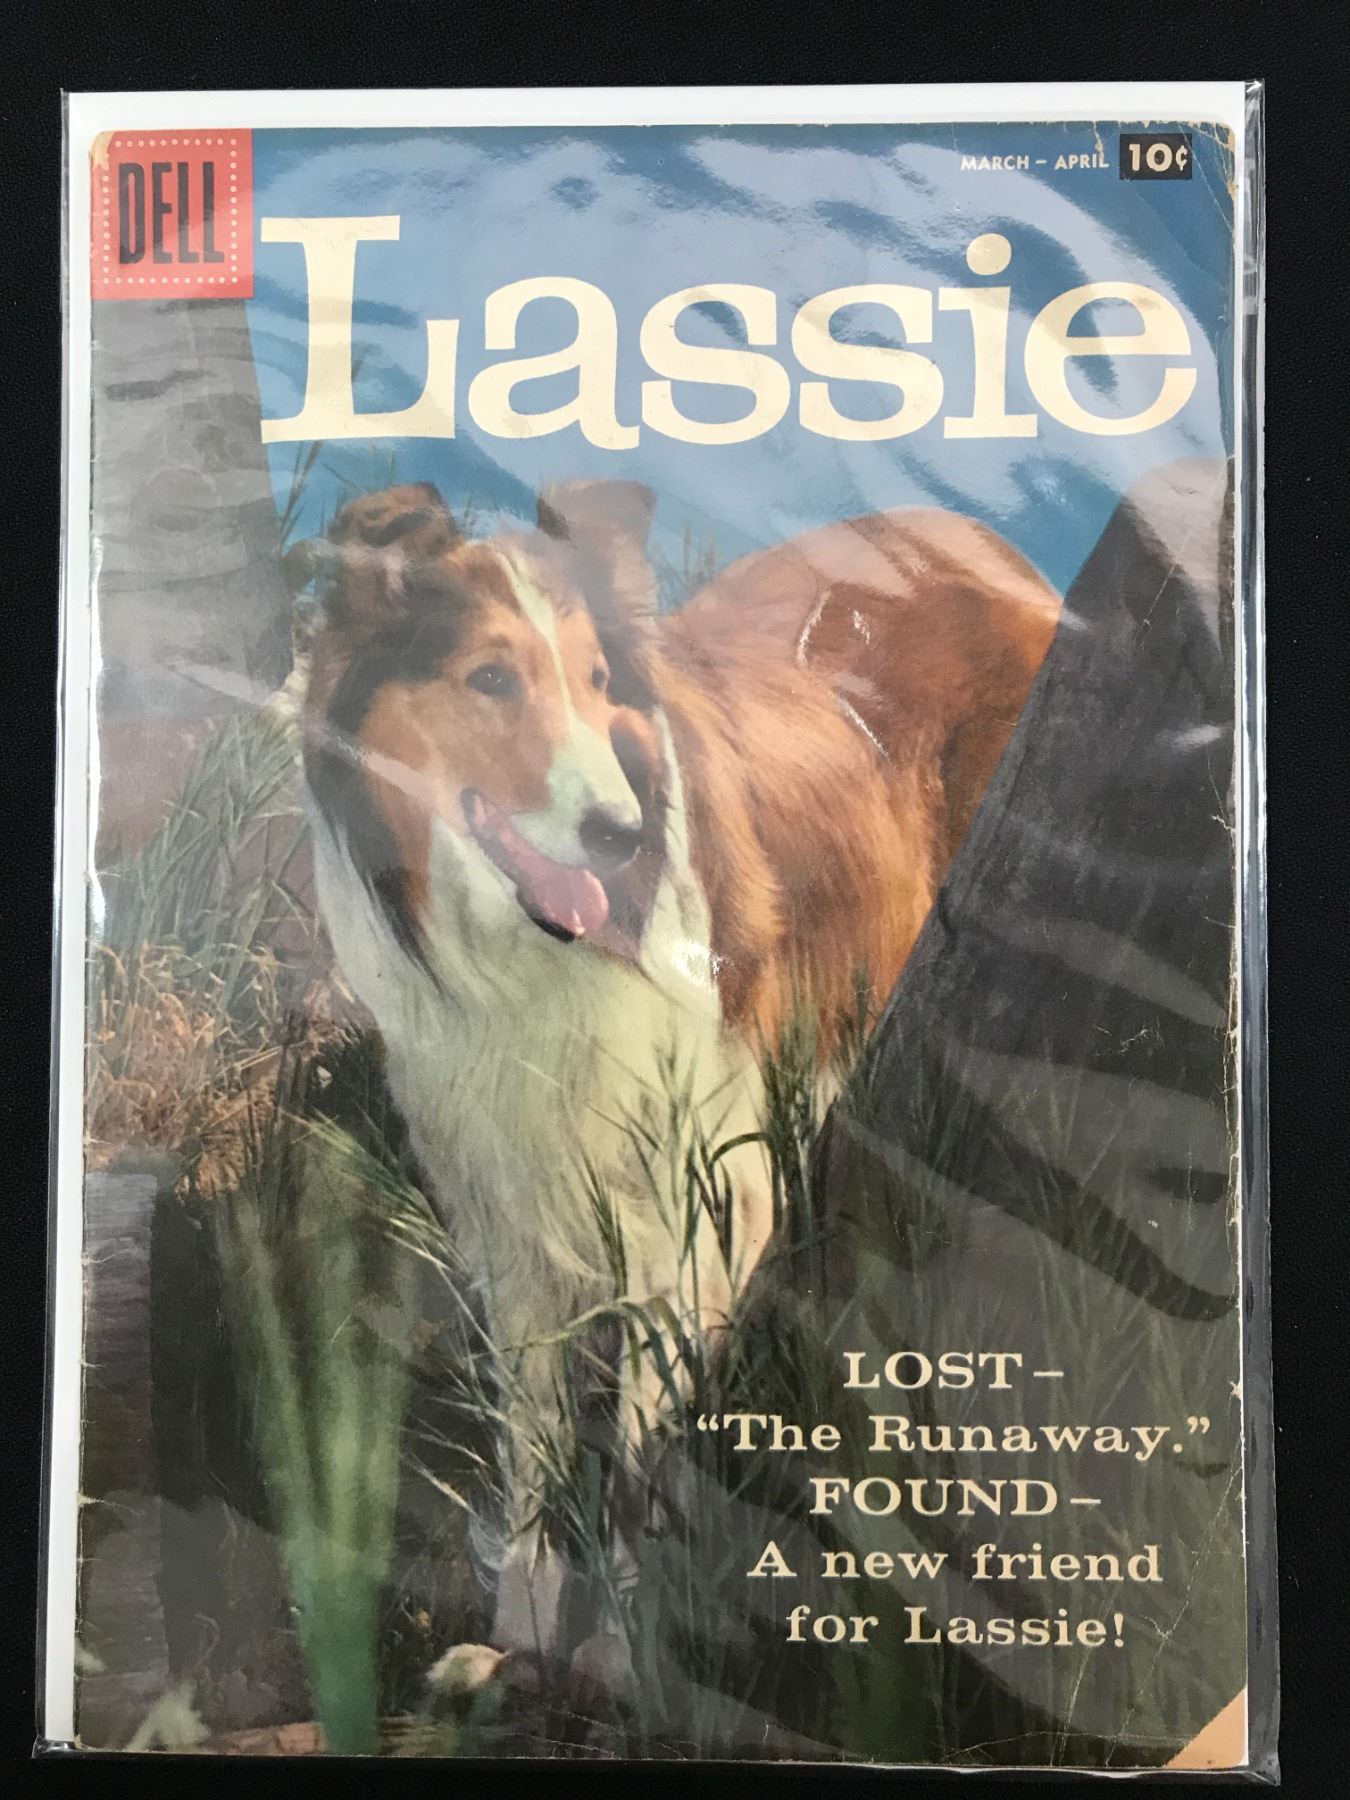 DELL
MARCH – APRIL 10¢
Lassie
LOST –
“The Runaway.”
FOUND –
A new friend
for Lassie!